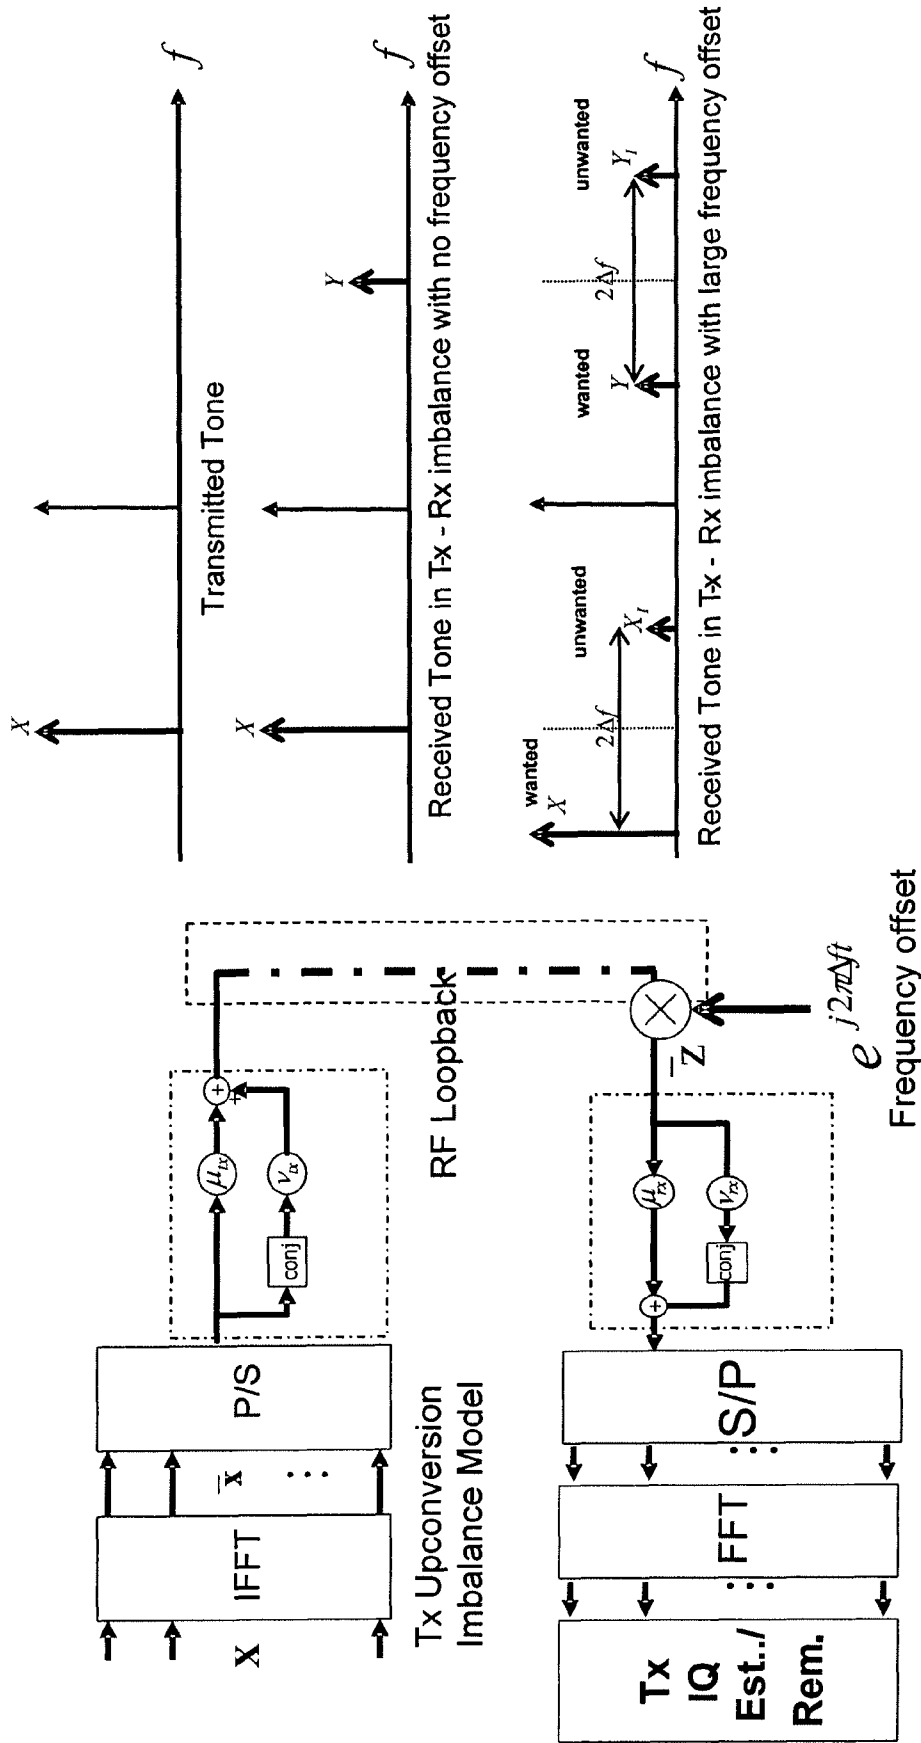 X
IFFT
x̄
⋮
P/S
conj
μtx
νtx
+
+
Tx Upconversion
Imbalance Model
RF Loopback
Tx
IQ
Est../
Rem.
FFT
S/P
+
conj
μrx
νrx
Z̄
e j2πΔft
Frequency offset
X
f
Transmitted Tone
X
Y
f
Received Tone in Tx - Rx imbalance with no frequency offset
wanted
X
2Δf
unwanted
X_I
wanted
Y
2Δf
unwanted
Y_I
f
Received Tone in Tx - Rx imbalance with large frequency offset